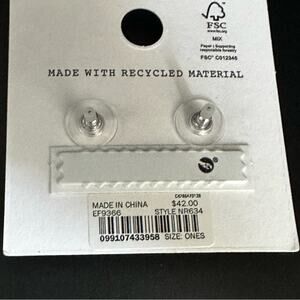 FSC
www.fsc.org
MIX
Paper | Supporting
responsible forestry
FSC® C012345
MADE WITH RECYCLED MATERIAL
MADE IN CHINA $42.00
EF9366 STYLE NR634
099107433958 SIZE: ONES